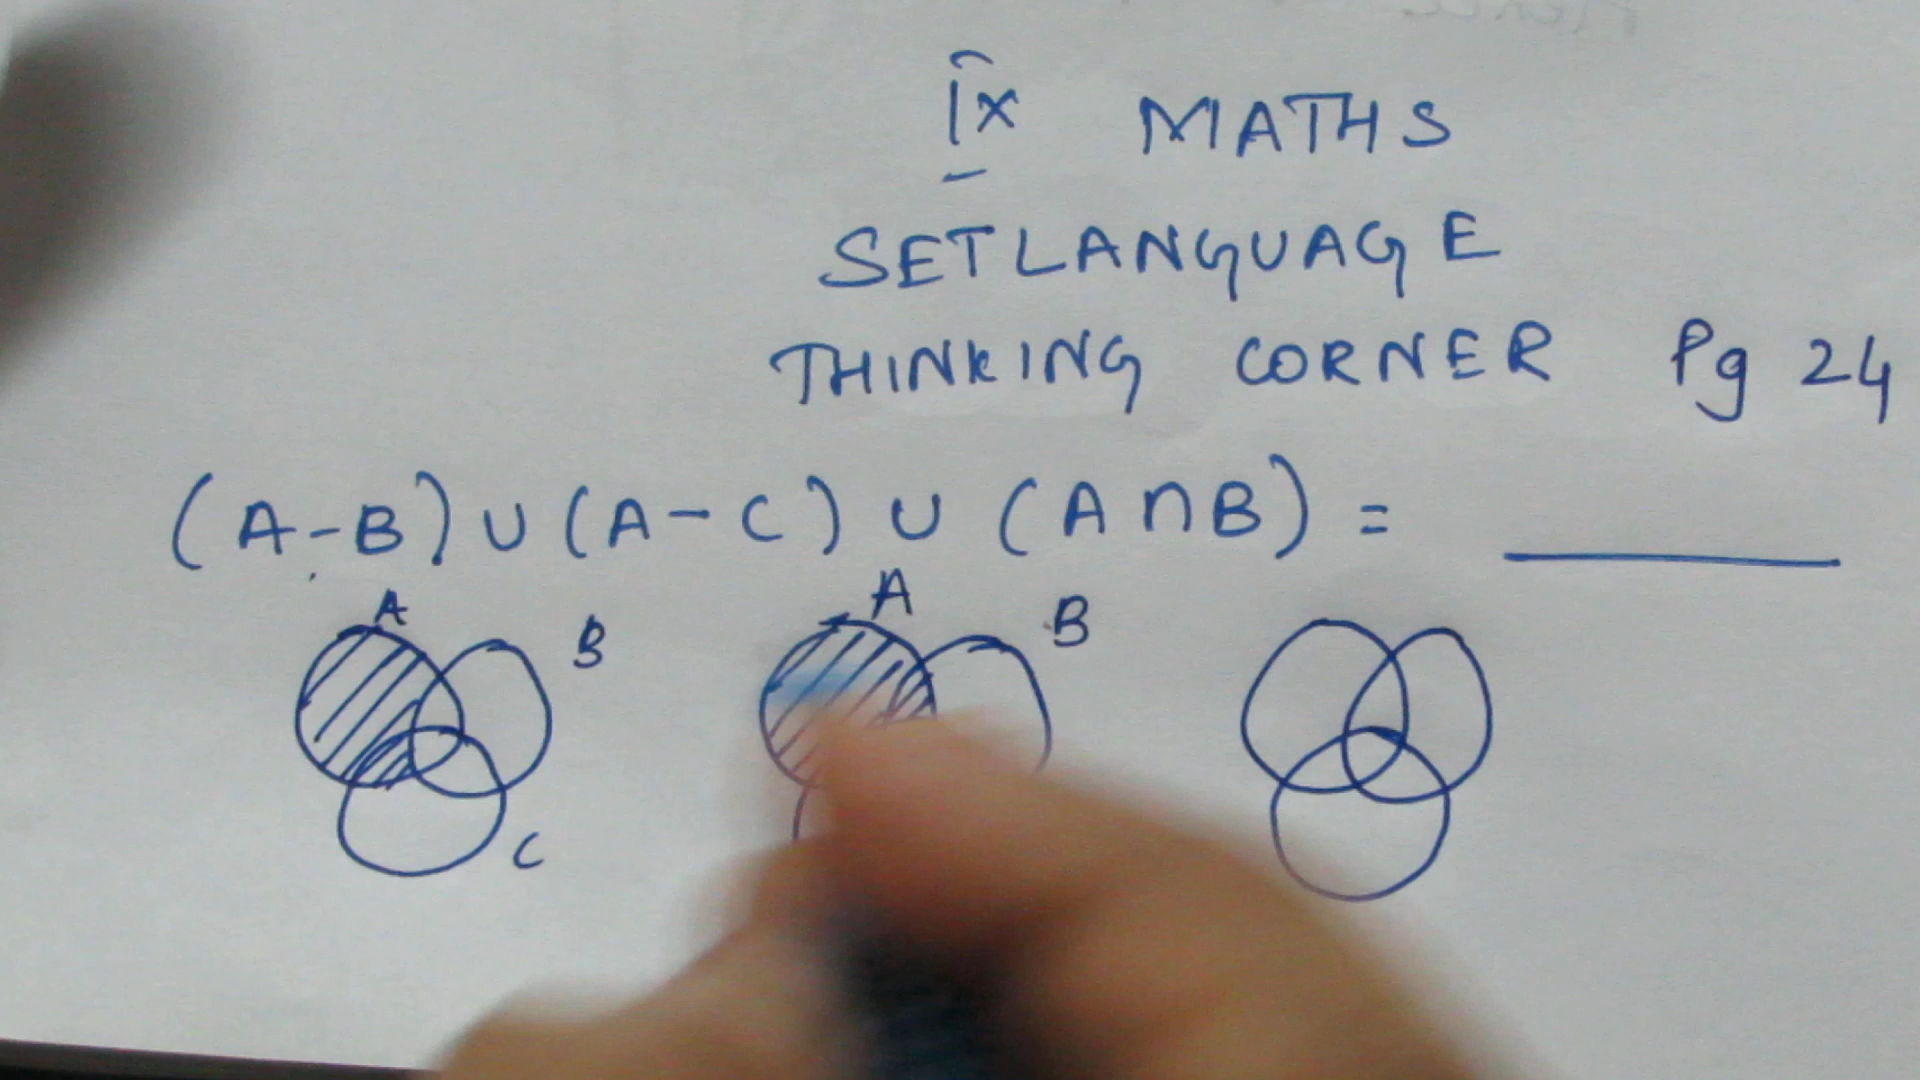 IX MATHS
SETLANGUAGE
THINKING CORNER Pg 24
(A-B) ∪ (A-C) ∪ (A∩B) = ______
A B A B
C